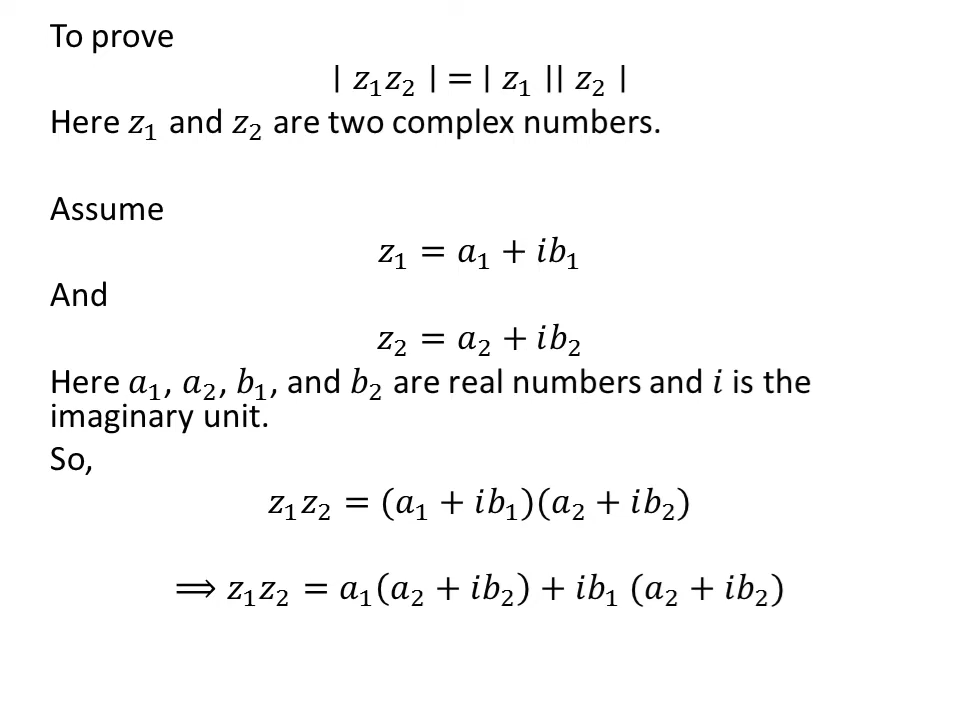 To prove
| z₁z₂ | = | z₁ || z₂ |
Here z₁ and z₂ are two complex numbers.
Assume
z₁ = a₁ + ib₁
And
z₂ = a₂ + ib₂
Here a₁, a₂, b₁, and b₂ are real numbers and i is the
imaginary unit.
So,
z₁z₂ = (a₁ + ib₁)(a₂ + ib₂)
⟹ z₁z₂ = a₁(a₂ + ib₂) + ib₁ (a₂ + ib₂)